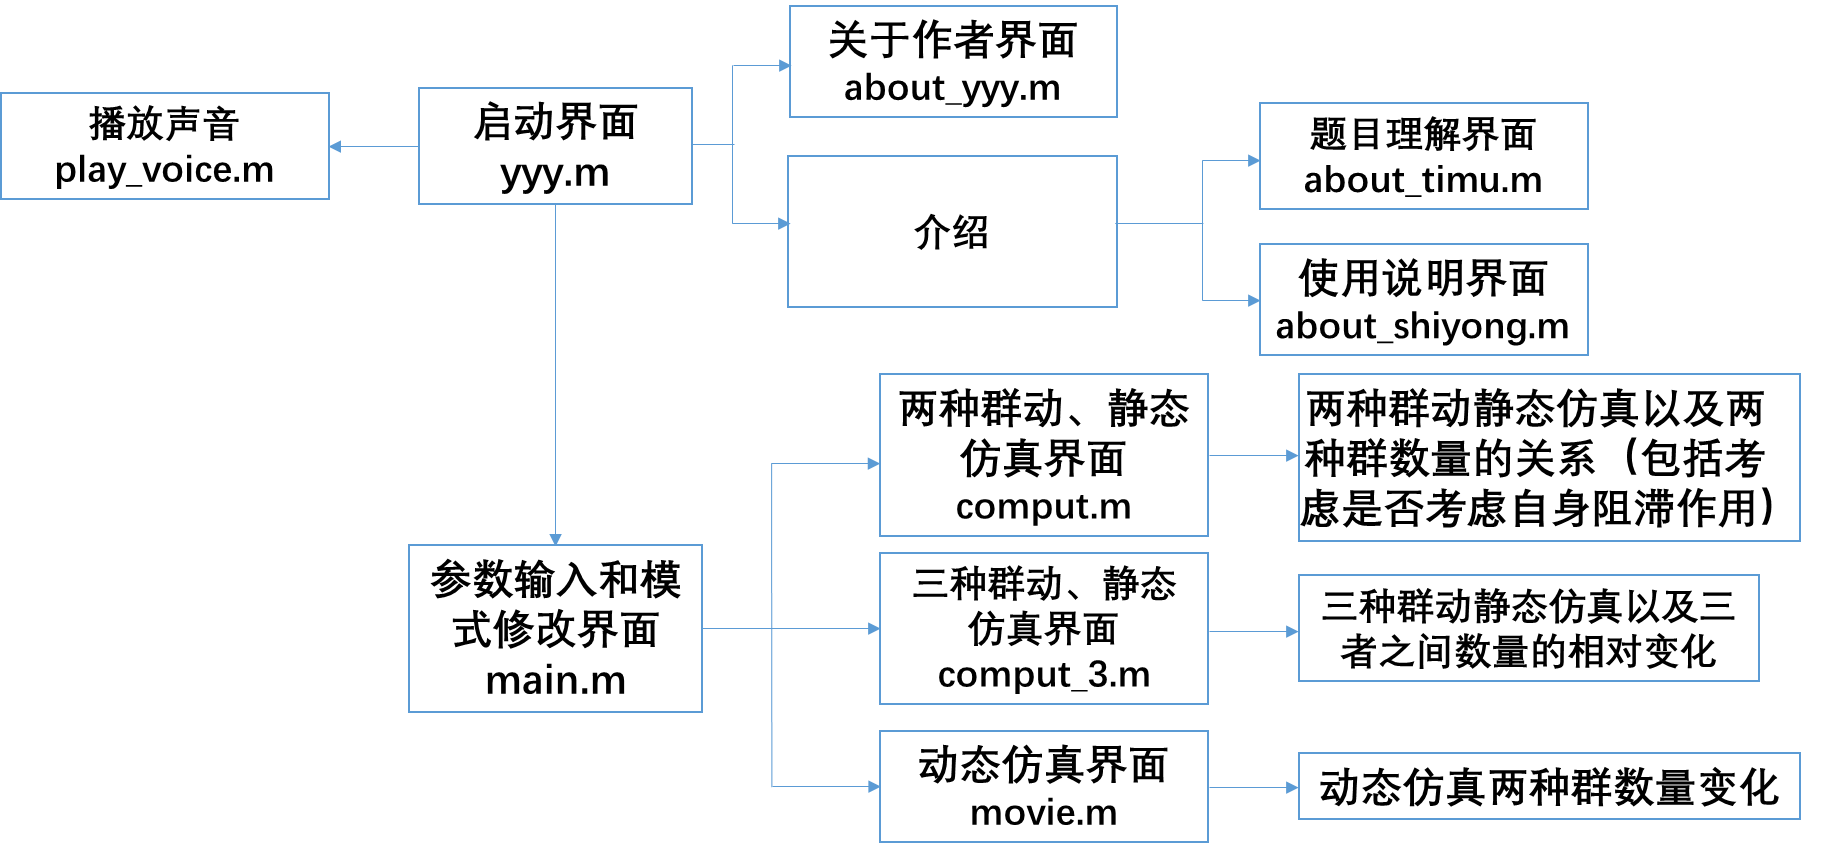 关于作者界面
about_yyy.m
播放声音
play_voice.m
启动界面
yyy.m
介绍
题目理解界面
about_timu.m
使用说明界面
about_shiyong.m
参数输入和模
式修改界面
main.m
两种群动、静态
仿真界面
comput.m
两种群动静态仿真以及两
种群数量的关系（包括考
虑是否考虑自身阻滞作用）
三种群动、静态
仿真界面
comput_3.m
三种群动静态仿真以及三
者之间数量的相对变化
动态仿真界面
movie.m
动态仿真两种群数量变化